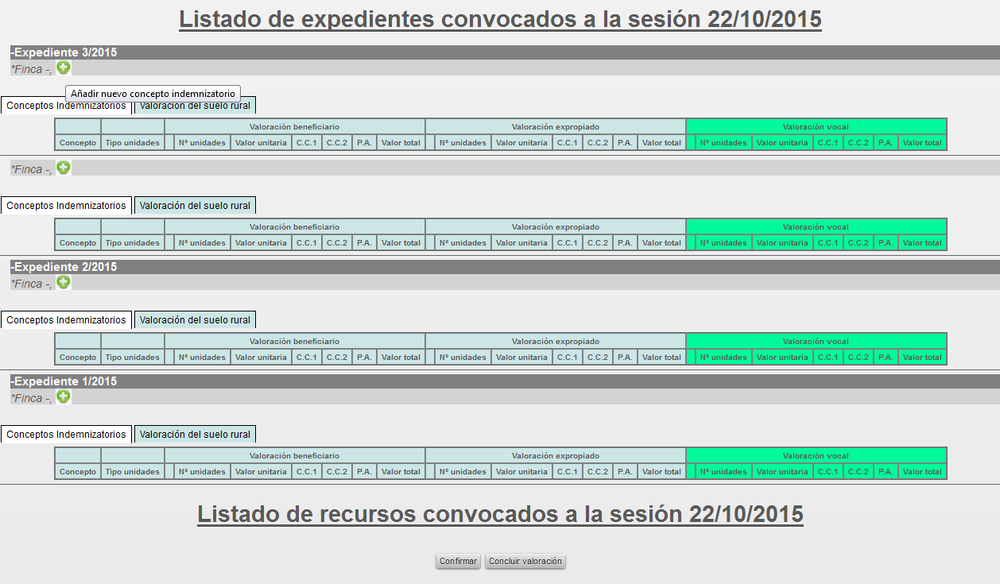 Listado de expedientes convocados a la sesión 22/10/2015
-Expediente 3/2015
*Finca -,
Añadir nuevo concepto indemnizatorio
Conceptos Indemnizatorios Valoración del suelo rural
Valoración beneficiario Valoración expropiado Valoración vocal
Concepto Tipo unidades Nº unidades Valor unitaria C.C.1 C.C.2 P.A. Valor total Nº unidades Valor unitaria C.C.1 C.C.2 P.A. Valor total Nº unidades Valor unitaria C.C.1 C.C.2 P.A. Valor total
*Finca -,
Conceptos Indemnizatorios Valoración del suelo rural
Valoración beneficiario Valoración expropiado Valoración vocal
Concepto Tipo unidades Nº unidades Valor unitaria C.C.1 C.C.2 P.A. Valor total Nº unidades Valor unitaria C.C.1 C.C.2 P.A. Valor total Nº unidades Valor unitaria C.C.1 C.C.2 P.A. Valor total
-Expediente 2/2015
*Finca -,
Conceptos Indemnizatorios Valoración del suelo rural
Valoración beneficiario Valoración expropiado Valoración vocal
Concepto Tipo unidades Nº unidades Valor unitaria C.C.1 C.C.2 P.A. Valor total Nº unidades Valor unitaria C.C.1 C.C.2 P.A. Valor total Nº unidades Valor unitaria C.C.1 C.C.2 P.A. Valor total
-Expediente 1/2015
*Finca -,
Conceptos Indemnizatorios Valoración del suelo rural
Valoración beneficiario Valoración expropiado Valoración vocal
Concepto Tipo unidades Nº unidades Valor unitaria C.C.1 C.C.2 P.A. Valor total Nº unidades Valor unitaria C.C.1 C.C.2 P.A. Valor total Nº unidades Valor unitaria C.C.1 C.C.2 P.A. Valor total
Listado de recursos convocados a la sesión 22/10/2015
Confirmar Concluir valoración